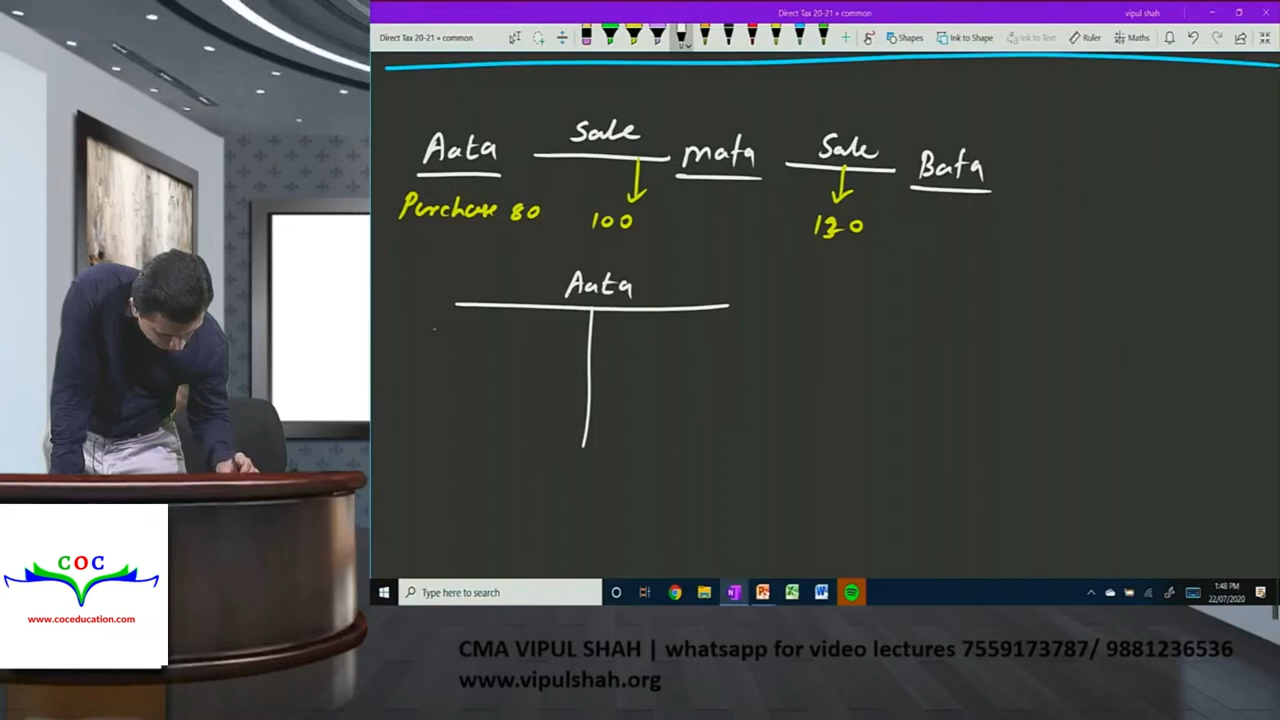 Direct Tax 20-21 » common
vipul shah
Direct Tax 20-21 » common
Shapes
Ink to Shape
Ink to Text
Ruler
Maths
Aata Sale mata Sale Bata
Purchase 80 100 130
Aata
COC
www.coceducation.com
Type here to search
1:48 PM
22/07/2020
CMA VIPUL SHAH | whatsapp for video lectures 7559173787/ 9881236536
www.vipulshah.org